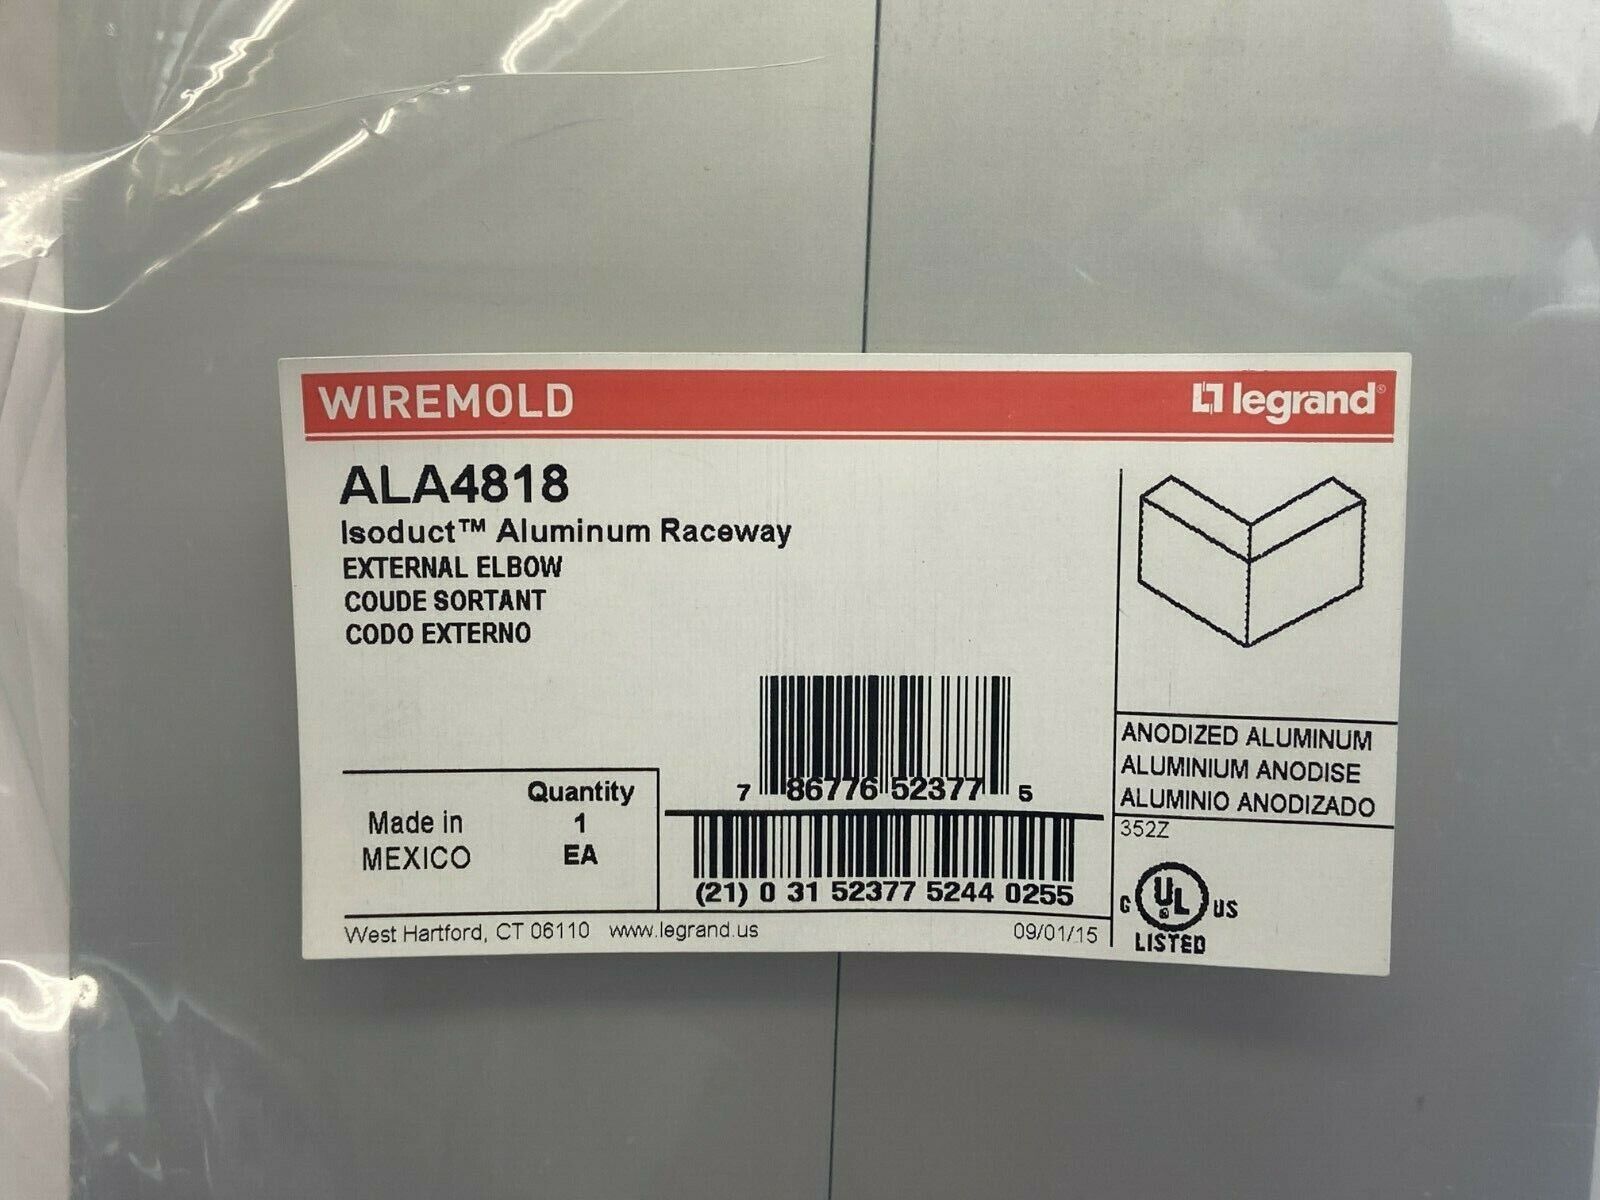 WIREMOLD
legrand®
ALA4818
Isoduct™ Aluminum Raceway
EXTERNAL ELBOW
COUDE SORTANT
CODO EXTERNO
7 86776 52377 5
Quantity
Made in 1
MEXICO EA
(21) 0 31 52377 5244 0255
West Hartford, CT 06110 www.legrand.us 09/01/15
ANODIZED ALUMINUM
ALUMINIUM ANODISE
ALUMINIO ANODIZADO
352Z
C UL ® US
LISTED